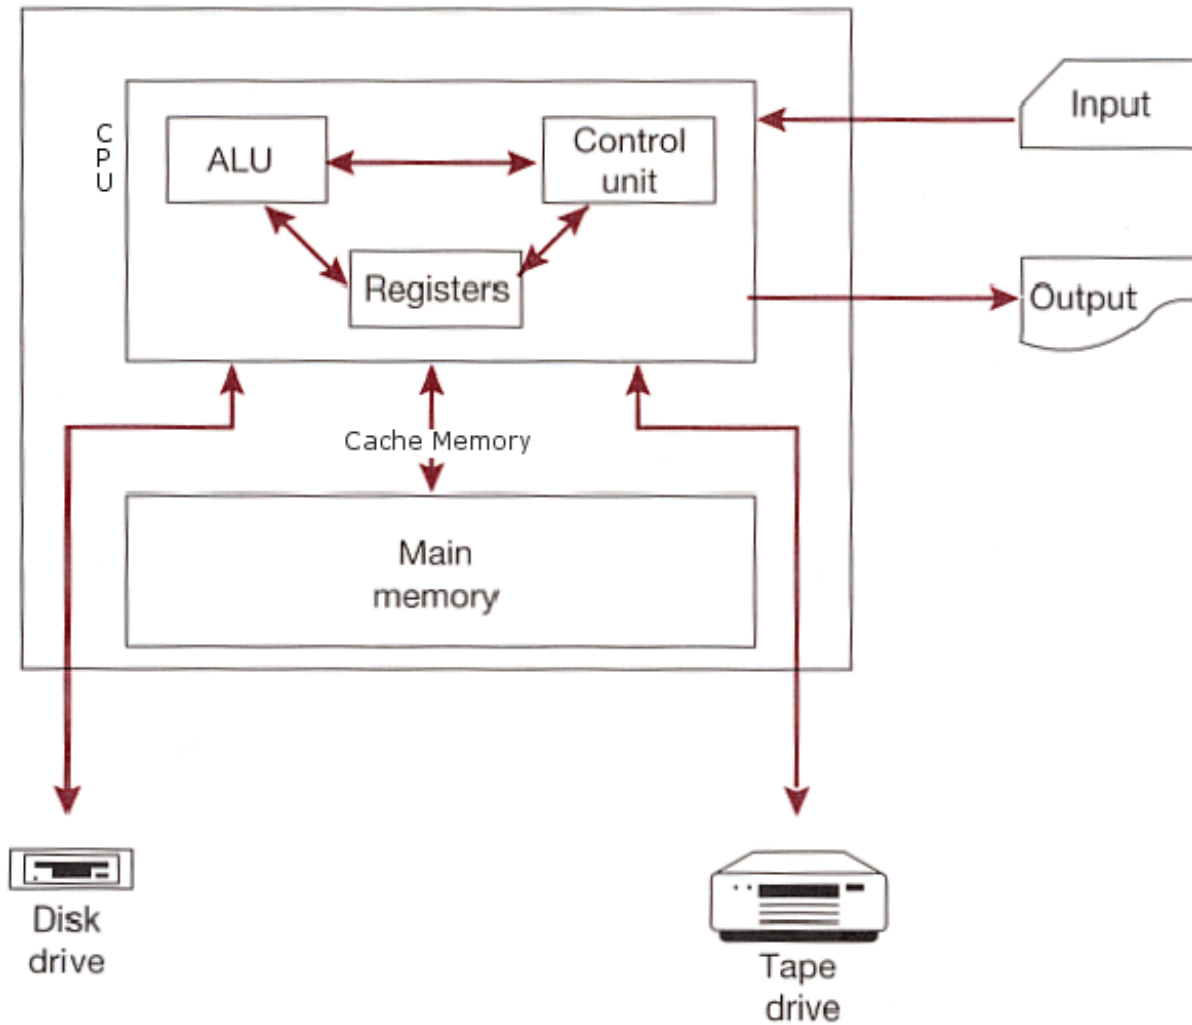 C
P
U
ALU
Control
unit
Registers
Input
Output
Cache Memory
Main
memory
Disk
drive
Tape
drive